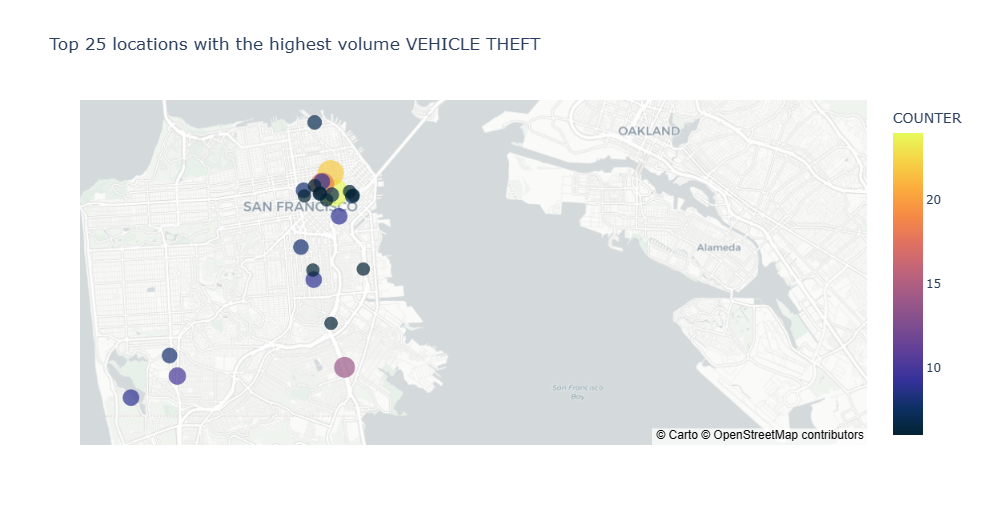 Top 25 locations with the highest volume VEHICLE THEFT
COUNTER
OAKLAND
20
SAN FRANCISCO
Alameda
15
10
San Francisco
Bay
© Carto © OpenStreetMap contributors